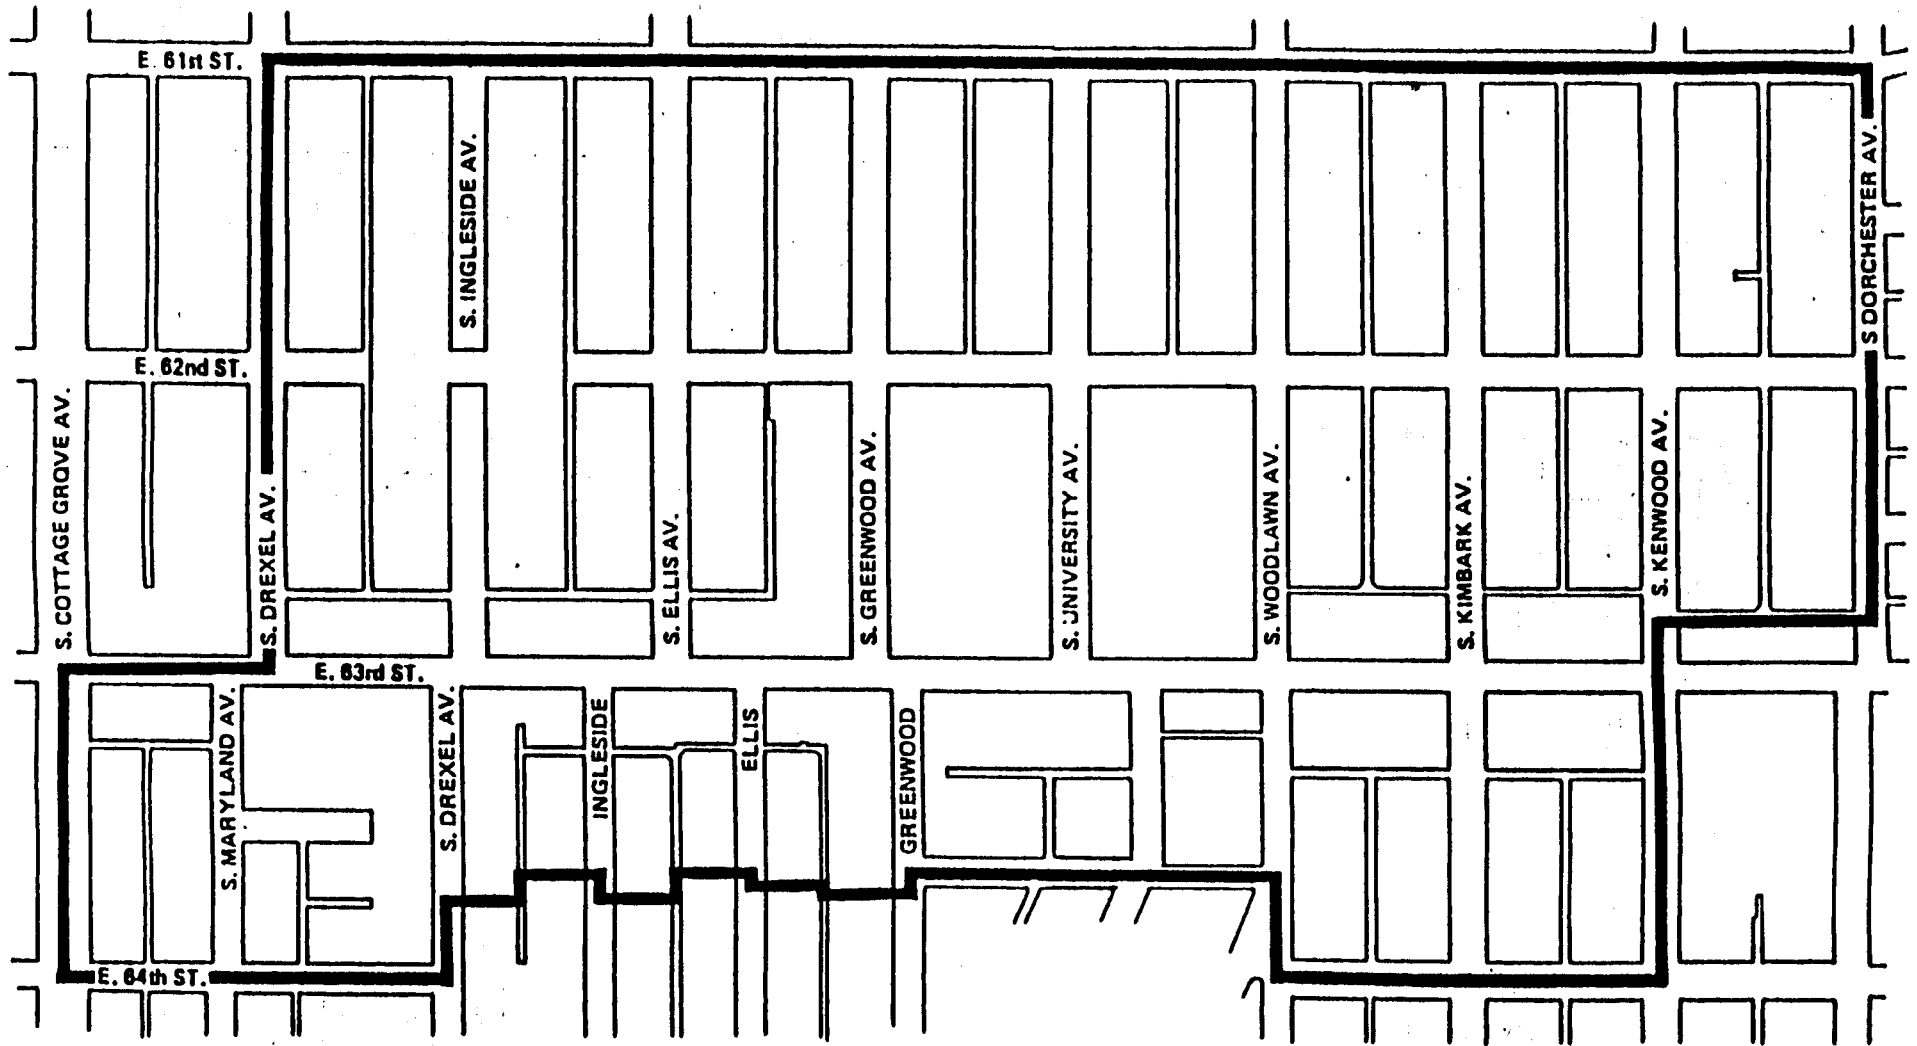 E. 61st ST.
S. INGLESIDE AV.
S DORCHESTER AV.
E. 62nd ST.
S. COTTAGE GROVE AV.
S. DREXEL AV.
S. ELLIS AV.
S. GREENWOOD AV.
S. UNIVERSITY AV.
S. WOODLAWN AV.
S. KIMBARK AV.
S. KENWOOD AV.
E. 63rd ST.
S. MARYLAND AV.
S. DREXEL AV.
INGLESIDE
ELLIS
GREENWOOD
E. 64th ST.